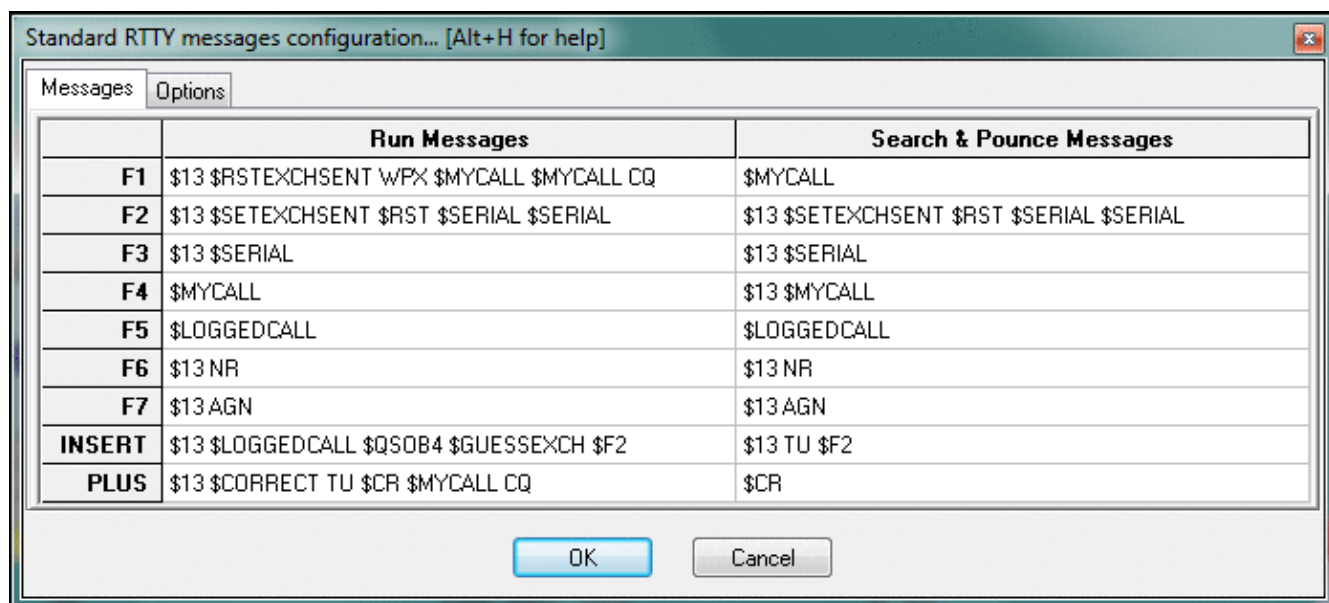 Standard RTTY messages configuration... [Alt+H for help]
Messages Options
Run Messages Search & Pounce Messages
F1 $13 $RSTEXCHSENT WPX $MYCALL $MYCALL CQ $MYCALL
F2 $13 $SETEXCHSENT $RST $SERIAL $SERIAL $13 $SETEXCHSENT $RST $SERIAL $SERIAL
F3 $13 $SERIAL $13 $SERIAL
F4 $MYCALL $13 $MYCALL
F5 $LOGGEDCALL $LOGGEDCALL
F6 $13 NR $13 NR
F7 $13 AGN $13 AGN
INSERT $13 $LOGGEDCALL $QSOB4 $GUESSEXCH $F2 $13 TU $F2
PLUS $13 $CORRECT TU $CR $MYCALL CQ $CR
OK Cancel